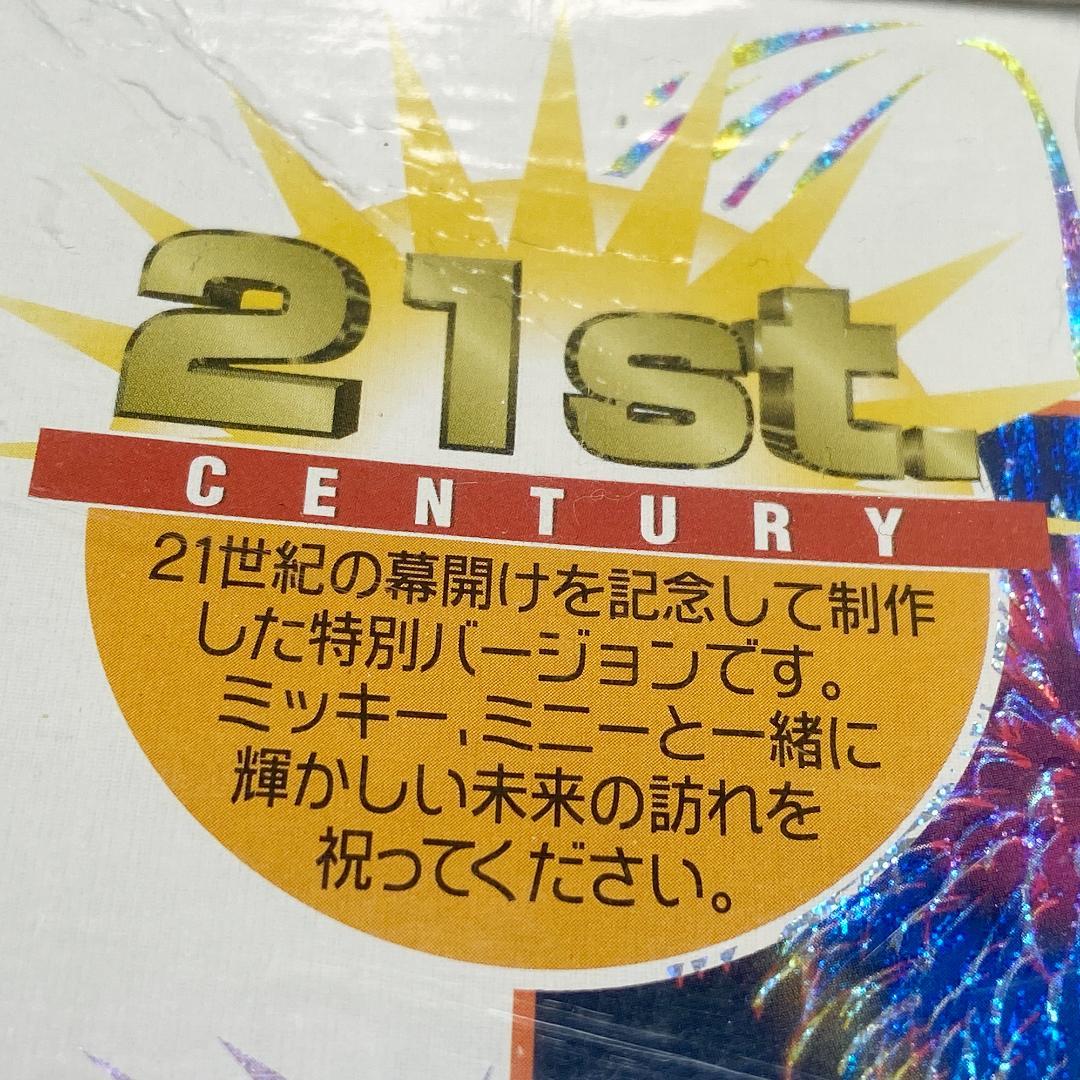 21st.
CENTURY
21世紀の幕開けを記念して制作
した特別バージョンです。
ミッキー,ミニーと一緒に
輝かしい未来の訪れを
祝ってください。